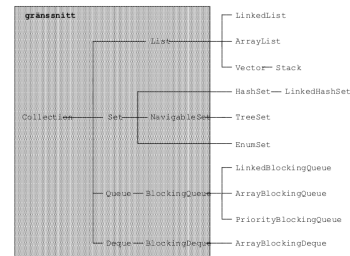 gränssnitt
LinkedList
List
ArrayList
Vector Stack
HashSet LinkedHashSet
Collection Set NavigableSet TreeSet
EnumSet
LinkedBlockingQueue
Queue BlockingQueue ArrayBlockingQueue
PriorityBlockingQueue
Deque BlockingDeque ArrayBlockingDeque